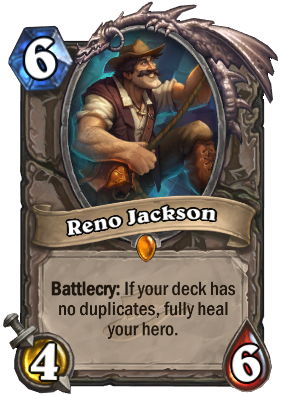 6
Reno Jackson
Battlecry: If your deck has
no duplicates, fully heal
your hero.
4
6